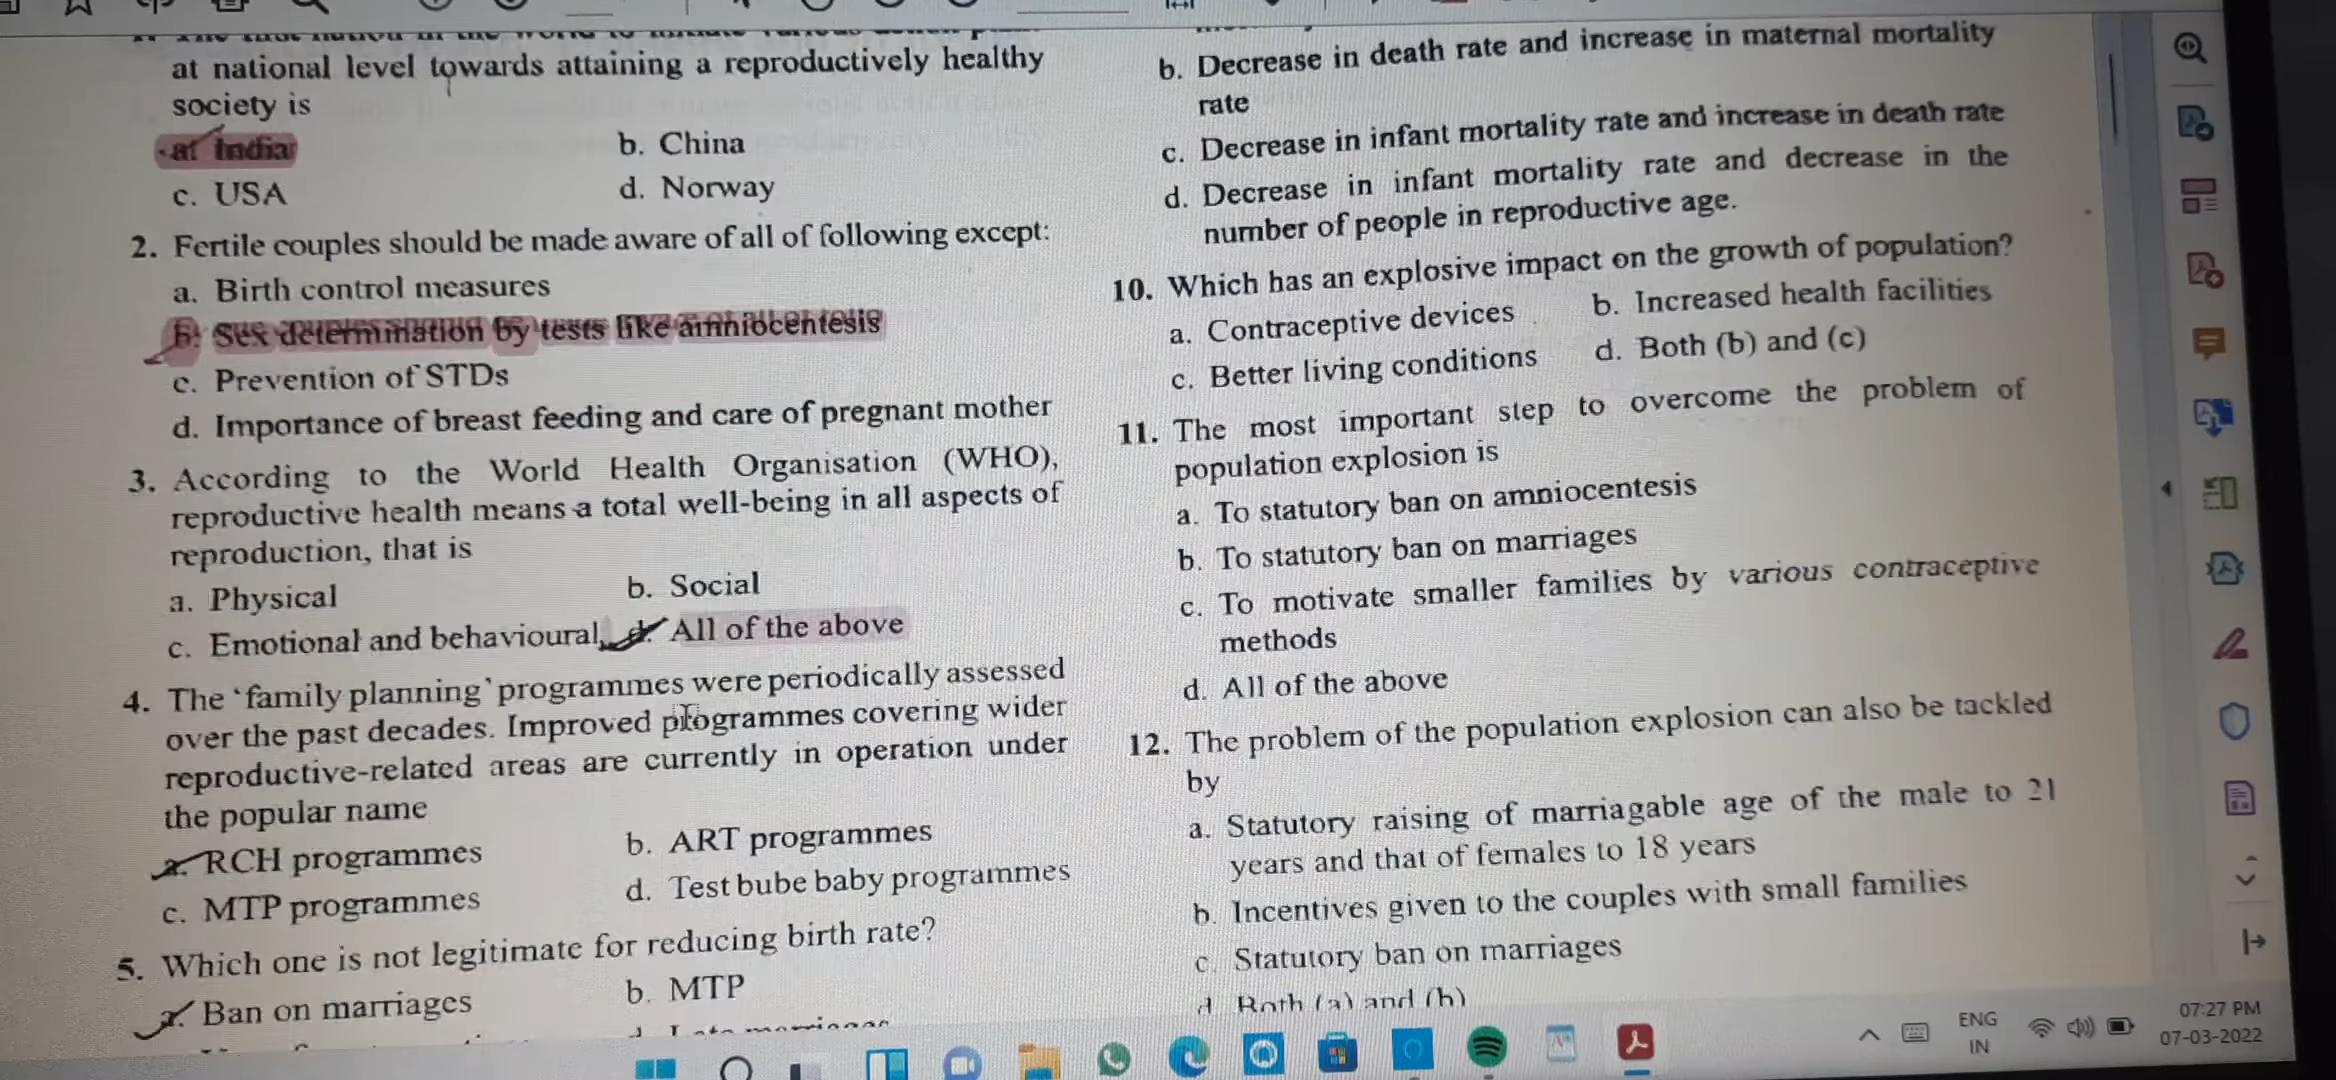 at national level towards attaining a reproductively healthy
society is
India
b. China
c. USA
d. Norway
2. Fertile couples should be made aware of all of following except:
a. Birth control measures
b. Sex determination by tests like amniocentesis
c. Prevention of STDs
d. Importance of breast feeding and care of pregnant mother
3. According to the World Health Organisation (WHO),
reproductive health means a total well-being in all aspects of
reproduction, that is
a. Physical
b. Social
c. Emotional and behavioural
d. All of the above
4. The ‘family planning’ programmes were periodically assessed
over the past decades. Improved programmes covering wider
reproductive-related areas are currently in operation under
the popular name
a. RCH programmes
b. ART programmes
c. MTP programmes
d. Test bube baby programmes
5. Which one is not legitimate for reducing birth rate?
a. Ban on marriages
b. MTP
b. Decrease in death rate and increase in maternal mortality
rate
c. Decrease in infant mortality rate and increase in death rate
d. Decrease in infant mortality rate and decrease in the
number of people in reproductive age.
10. Which has an explosive impact on the growth of population?
a. Contraceptive devices
b. Increased health facilities
c. Better living conditions
d. Both (b) and (c)
11. The most important step to overcome the problem of
population explosion is
a. To statutory ban on amniocentesis
b. To statutory ban on marriages
c. To motivate smaller families by various contraceptive
methods
d. All of the above
12. The problem of the population explosion can also be tackled
by
a. Statutory raising of marriagable age of the male to 21
years and that of females to 18 years
b. Incentives given to the couples with small families
c. Statutory ban on marriages
d. Both (a) and (b)
ENG
IN
07:27 PM
07-03-2022